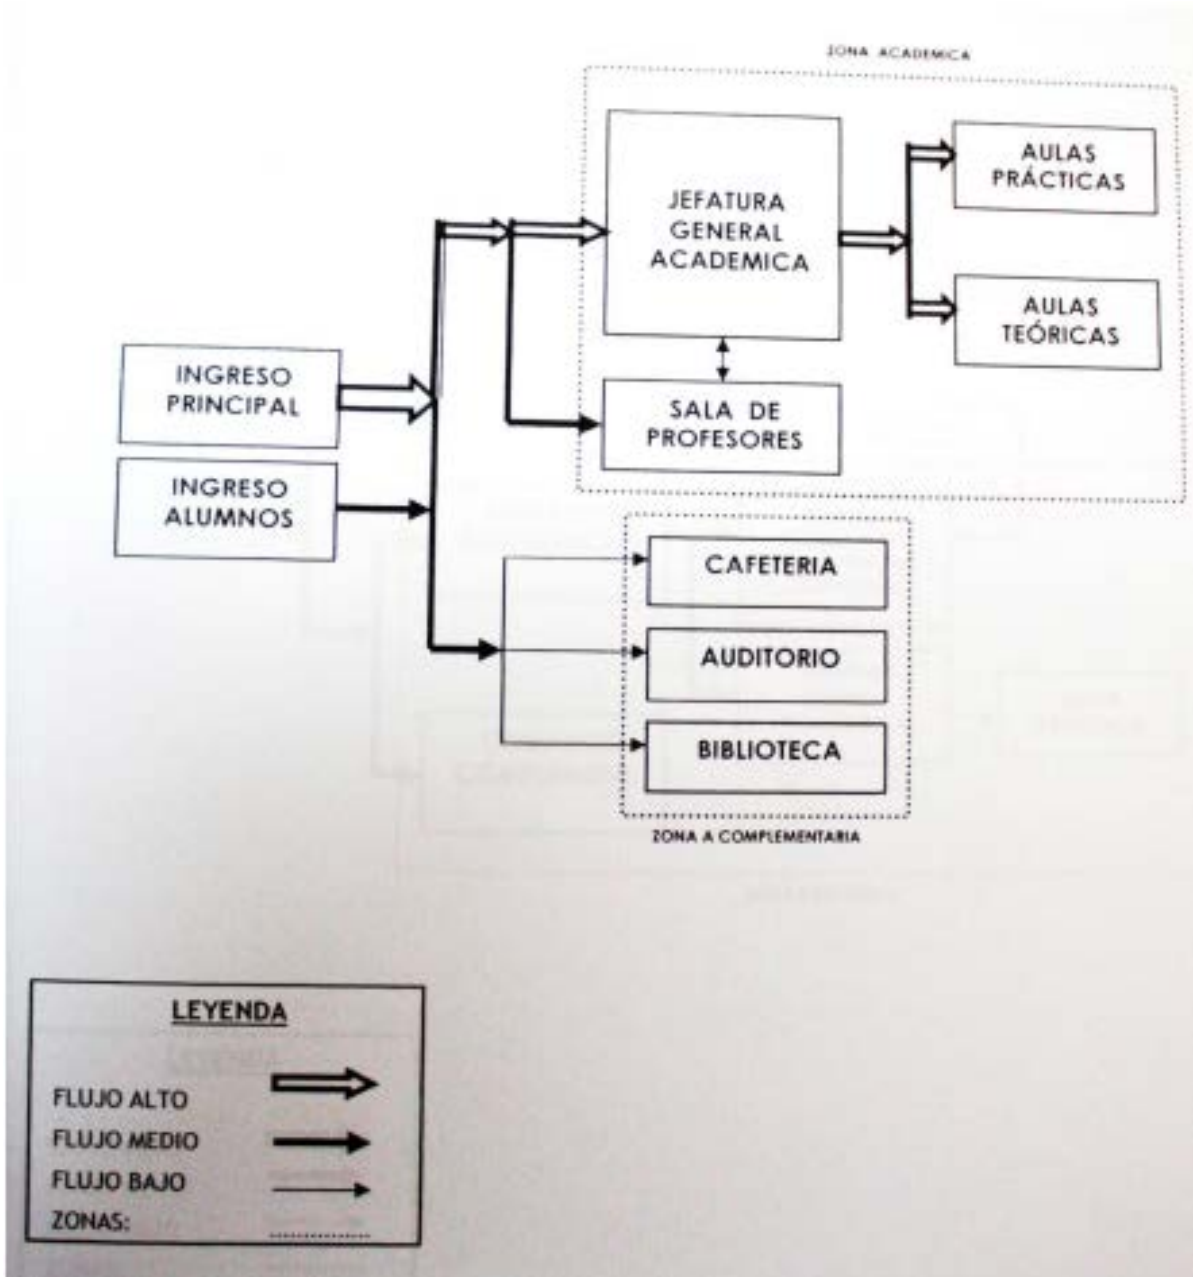 ZONA ACADEMICA
JEFATURA
GENERAL
ACADEMICA
AULAS
PRÁCTICAS
AULAS
TEÓRICAS
INGRESO
PRINCIPAL
SALA DE
PROFESORES
INGRESO
ALUMNOS
CAFETERIA
AUDITORIO
BIBLIOTECA
ZONA A COMPLEMENTARIA
LEYENDA
FLUJO ALTO
FLUJO MEDIO
FLUJO BAJO
ZONAS: